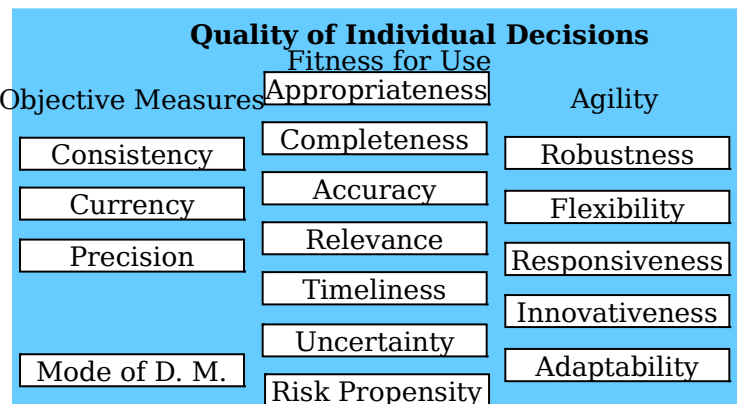 Quality of Individual Decisions
Objective Measures
Consistency
Currency
Precision
Mode of D. M.
Fitness for Use
Appropriateness
Completeness
Accuracy
Relevance
Timeliness
Uncertainty
Risk Propensity
Agility
Robustness
Flexibility
Responsiveness
Innovativeness
Adaptability